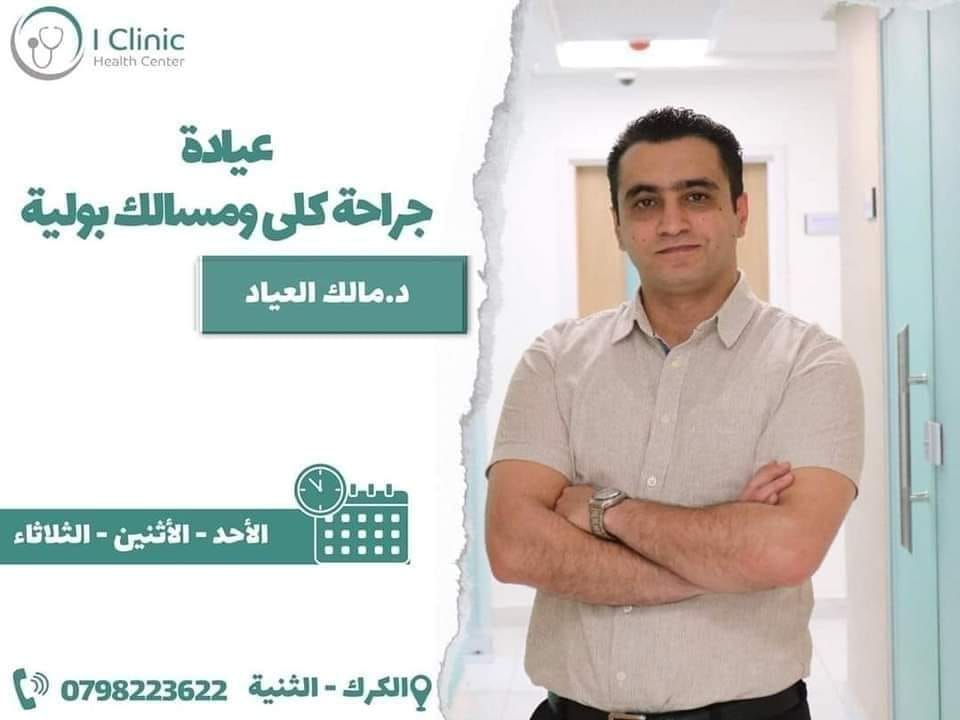 I Clinic
Health Center
عيادة
جراحة كلى ومسالك بولية
د.مالك العياد
الأحد - الأثنين - الثلاثاء
الكرك - الثنية
0798223622